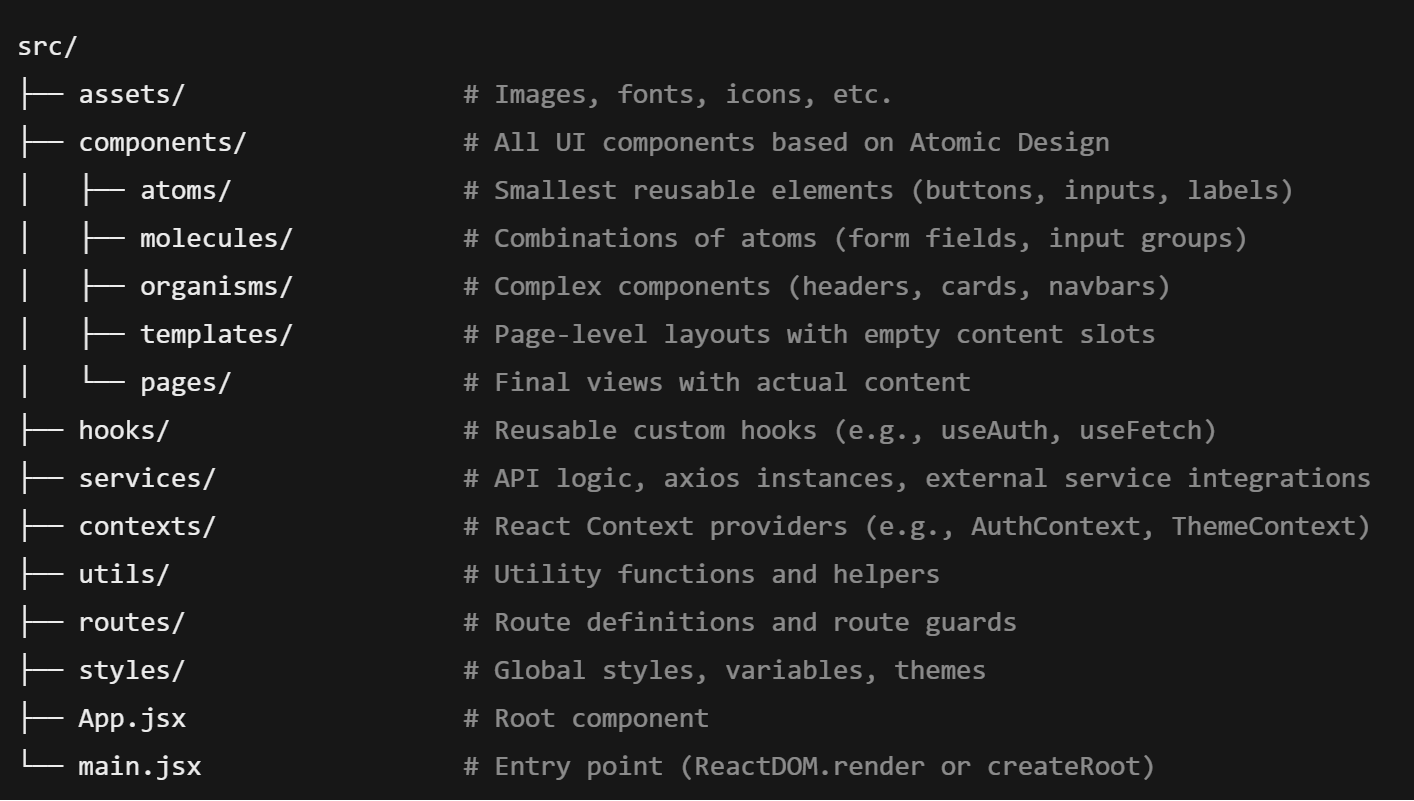 src/
├── assets/                  # Images, fonts, icons, etc.
├── components/              # All UI components based on Atomic Design
│   ├── atoms/               # Smallest reusable elements (buttons, inputs, labels)
│   ├── molecules/           # Combinations of atoms (form fields, input groups)
│   ├── organisms/           # Complex components (headers, cards, navbars)
│   ├── templates/           # Page-level layouts with empty content slots
│   └── pages/               # Final views with actual content
├── hooks/                   # Reusable custom hooks (e.g., useAuth, useFetch)
├── services/                # API logic, axios instances, external service integrations
├── contexts/                # React Context providers (e.g., AuthContext, ThemeContext)
├── utils/                   # Utility functions and helpers
├── routes/                  # Route definitions and route guards
├── styles/                  # Global styles, variables, themes
├── App.jsx                  # Root component
└── main.jsx                 # Entry point (ReactDOM.render or createRoot)